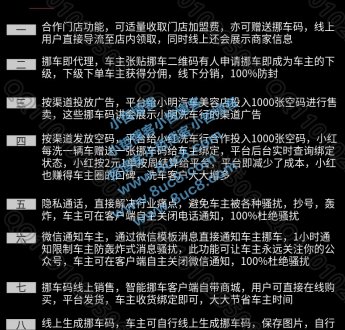 一 合作门店功能，可适量收取门店加盟费，亦可赠送挪车码，线上
用户直接导流至店内领取，同时线上还会展示商家信息
二 挪车即代理，车主张贴挪车二维码有人申请挪车即成为车主的下
级，下级下单车主获得分佣，线下分销，100%防封
三 按渠道投放广告，平台给小明洗车美容店投入1000张空码进行售
卖，这些挪车码讲会展示小明洗车行的渠道广告
四 按渠道发放空码，平台给小红洗车行合作投入1000张空码，小红
每洗一辆车赠送一张挪车码给车主绑定，平台后台实时查询绑定
状态，小红按2元1单按周结算给平台，平台即减少了成本，小红
也赚得车主圈的口碑，洗车客户大大增多
五 隐私通话，直接解决行业痛点，避免车主被各种骚扰，抄号，轰
炸，车主可在客户端自主关闭电话通知，100%杜绝骚扰
六 微信通知车主，通过微信模板消息直接通知车主挪车，1小时通
知限制车主防轰炸式消息骚扰，此功能可让车主永远关注你的公
众号，车主可在客户端自主关闭微信通知，100%杜绝骚扰
七 挪车码线上销售，智能挪车客户端自带商城，用户可直接在线购
买，平台发货，车主收货绑定即可，大大节省车主时间
八 线上生成挪车码，车主可自行线上生成挪车码，保存图片，自行
www.8uc8.com